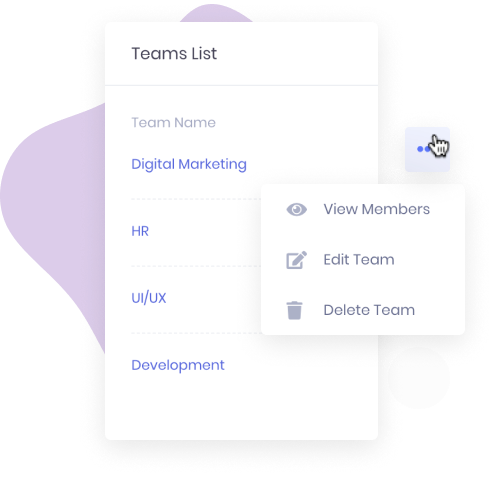 Teams List
Team Name
Digital Marketing
View Members
HR
Edit Team
UI/UX
Delete Team
Development